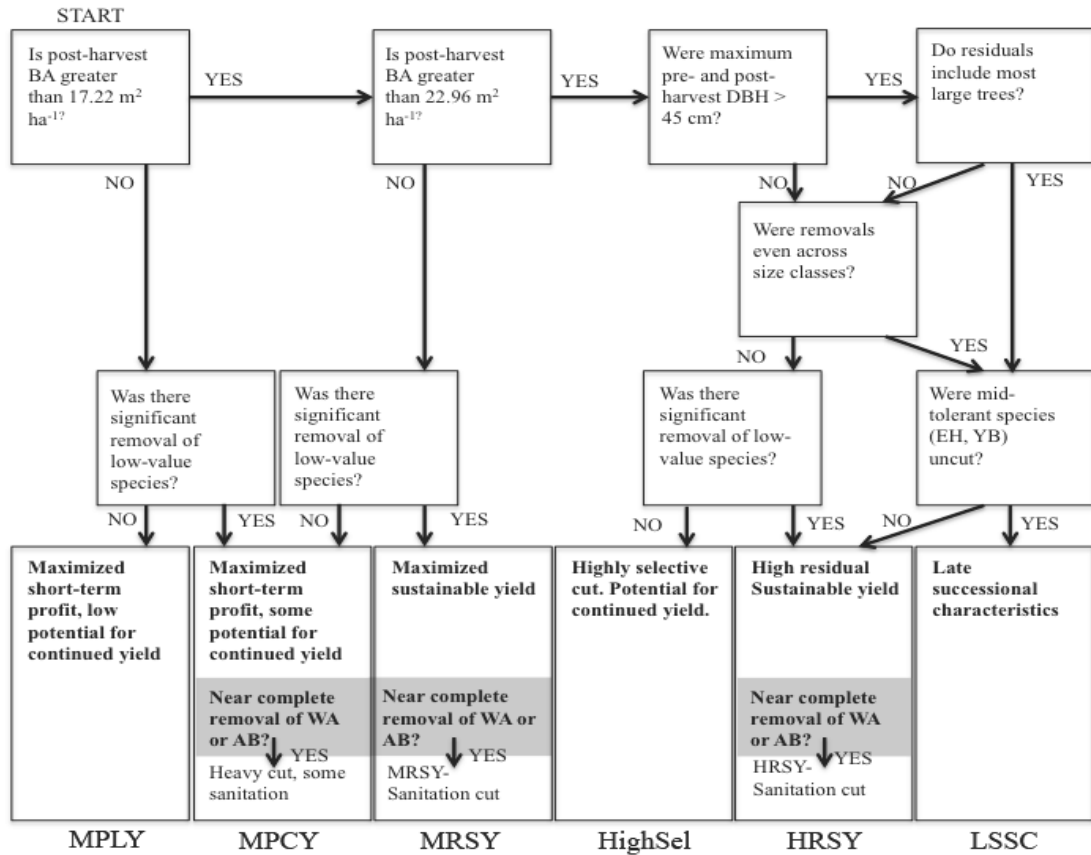 START
Is post-harvest
BA greater
than 17.22 m²
ha⁻¹?
YES
Is post-harvest
BA greater
than 22.96 m²
ha⁻¹?
YES
Were maximum
pre- and post-
harvest DBH >
45 cm?
YES
Do residuals
include most
large trees?
NO
NO
NO
NO
YES
Were removals
even across
size classes?
NO
YES
Was there
significant
removal of
low-value
species?
Was there
significant
removal of
low-value
species?
Was there
significant
removal of low-
value species?
Were mid-
tolerant species
(EH, YB)
uncut?
NO
YES
NO
YES
NO
YES
NO
YES
Maximized
short-term
profit, low
potential for
continued yield
Maximized
short-term
profit, some
potential for
continued yield
Near complete
removal of WA
or AB?
YES
Heavy cut, some
sanitation
Maximized
sustainable yield
Near complete
removal of WA or
AB?
YES
MRSY-
Sanitation cut
Highly selective
cut. Potential for
continued yield.
High residual
Sustainable yield
Near complete
removal of WA
or AB?
YES
HRSY-
Sanitation cut
Late
successional
characteristics
MPLY
MPCY
MRSY
HighSel
HRSY
LSSC